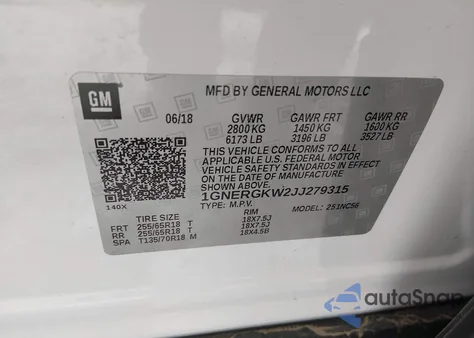 GM
MFD BY GENERAL MOTORS LLC
06/18 GVWR GAWR FRT GAWR RR
2800 KG 1450 KG 1600 KG
6173 LB 3196 LB 3527 LB
THIS VEHICLE CONFORMS TO ALL
APPLICABLE U.S. FEDERAL MOTOR
VEHICLE SAFETY STANDARDS IN EFFECT
ON THE DATE OF MANUFACTURE SHOWN ABOVE.
1GNERGKW2JJ279315
140X TYPE: M.P.V. MODEL: 251NC56
TIRE SIZE RIM
FRT 255/65R18 T 18X7.5J
RR 255/65R18 T 18X7.5J
SPA T135/70R18 M 18X4.5B
autoSnap